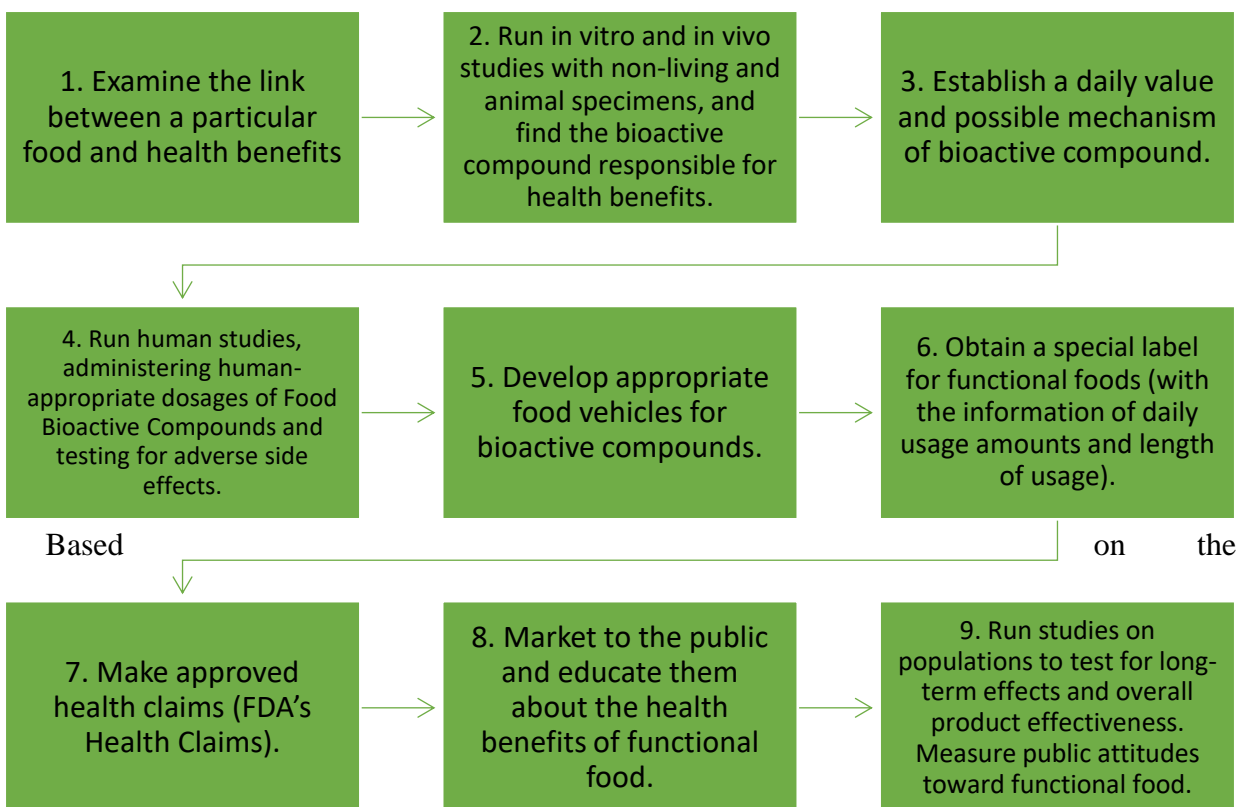 1. Examine the link
between a particular
food and health benefits
2. Run in vitro and in vivo
studies with non-living and
animal specimens, and
find the bioactive
compound responsible for
health benefits.
3. Establish a daily value
and possible mechanism
of bioactive compound.
4. Run human studies,
administering human-
appropriate dosages of Food
Bioactive Compounds and
testing for adverse side
effects.
5. Develop appropriate
food vehicles for
bioactive compounds.
6. Obtain a special label
for functional foods (with
the information of daily
usage amounts and length
of usage).
Based on the
7. Make approved
health claims (FDA’s
Health Claims).
8. Market to the public
and educate them
about the health
benefits of functional
food.
9. Run studies on
populations to test for long-
term effects and overall
product effectiveness.
Measure public attitudes
toward functional food.